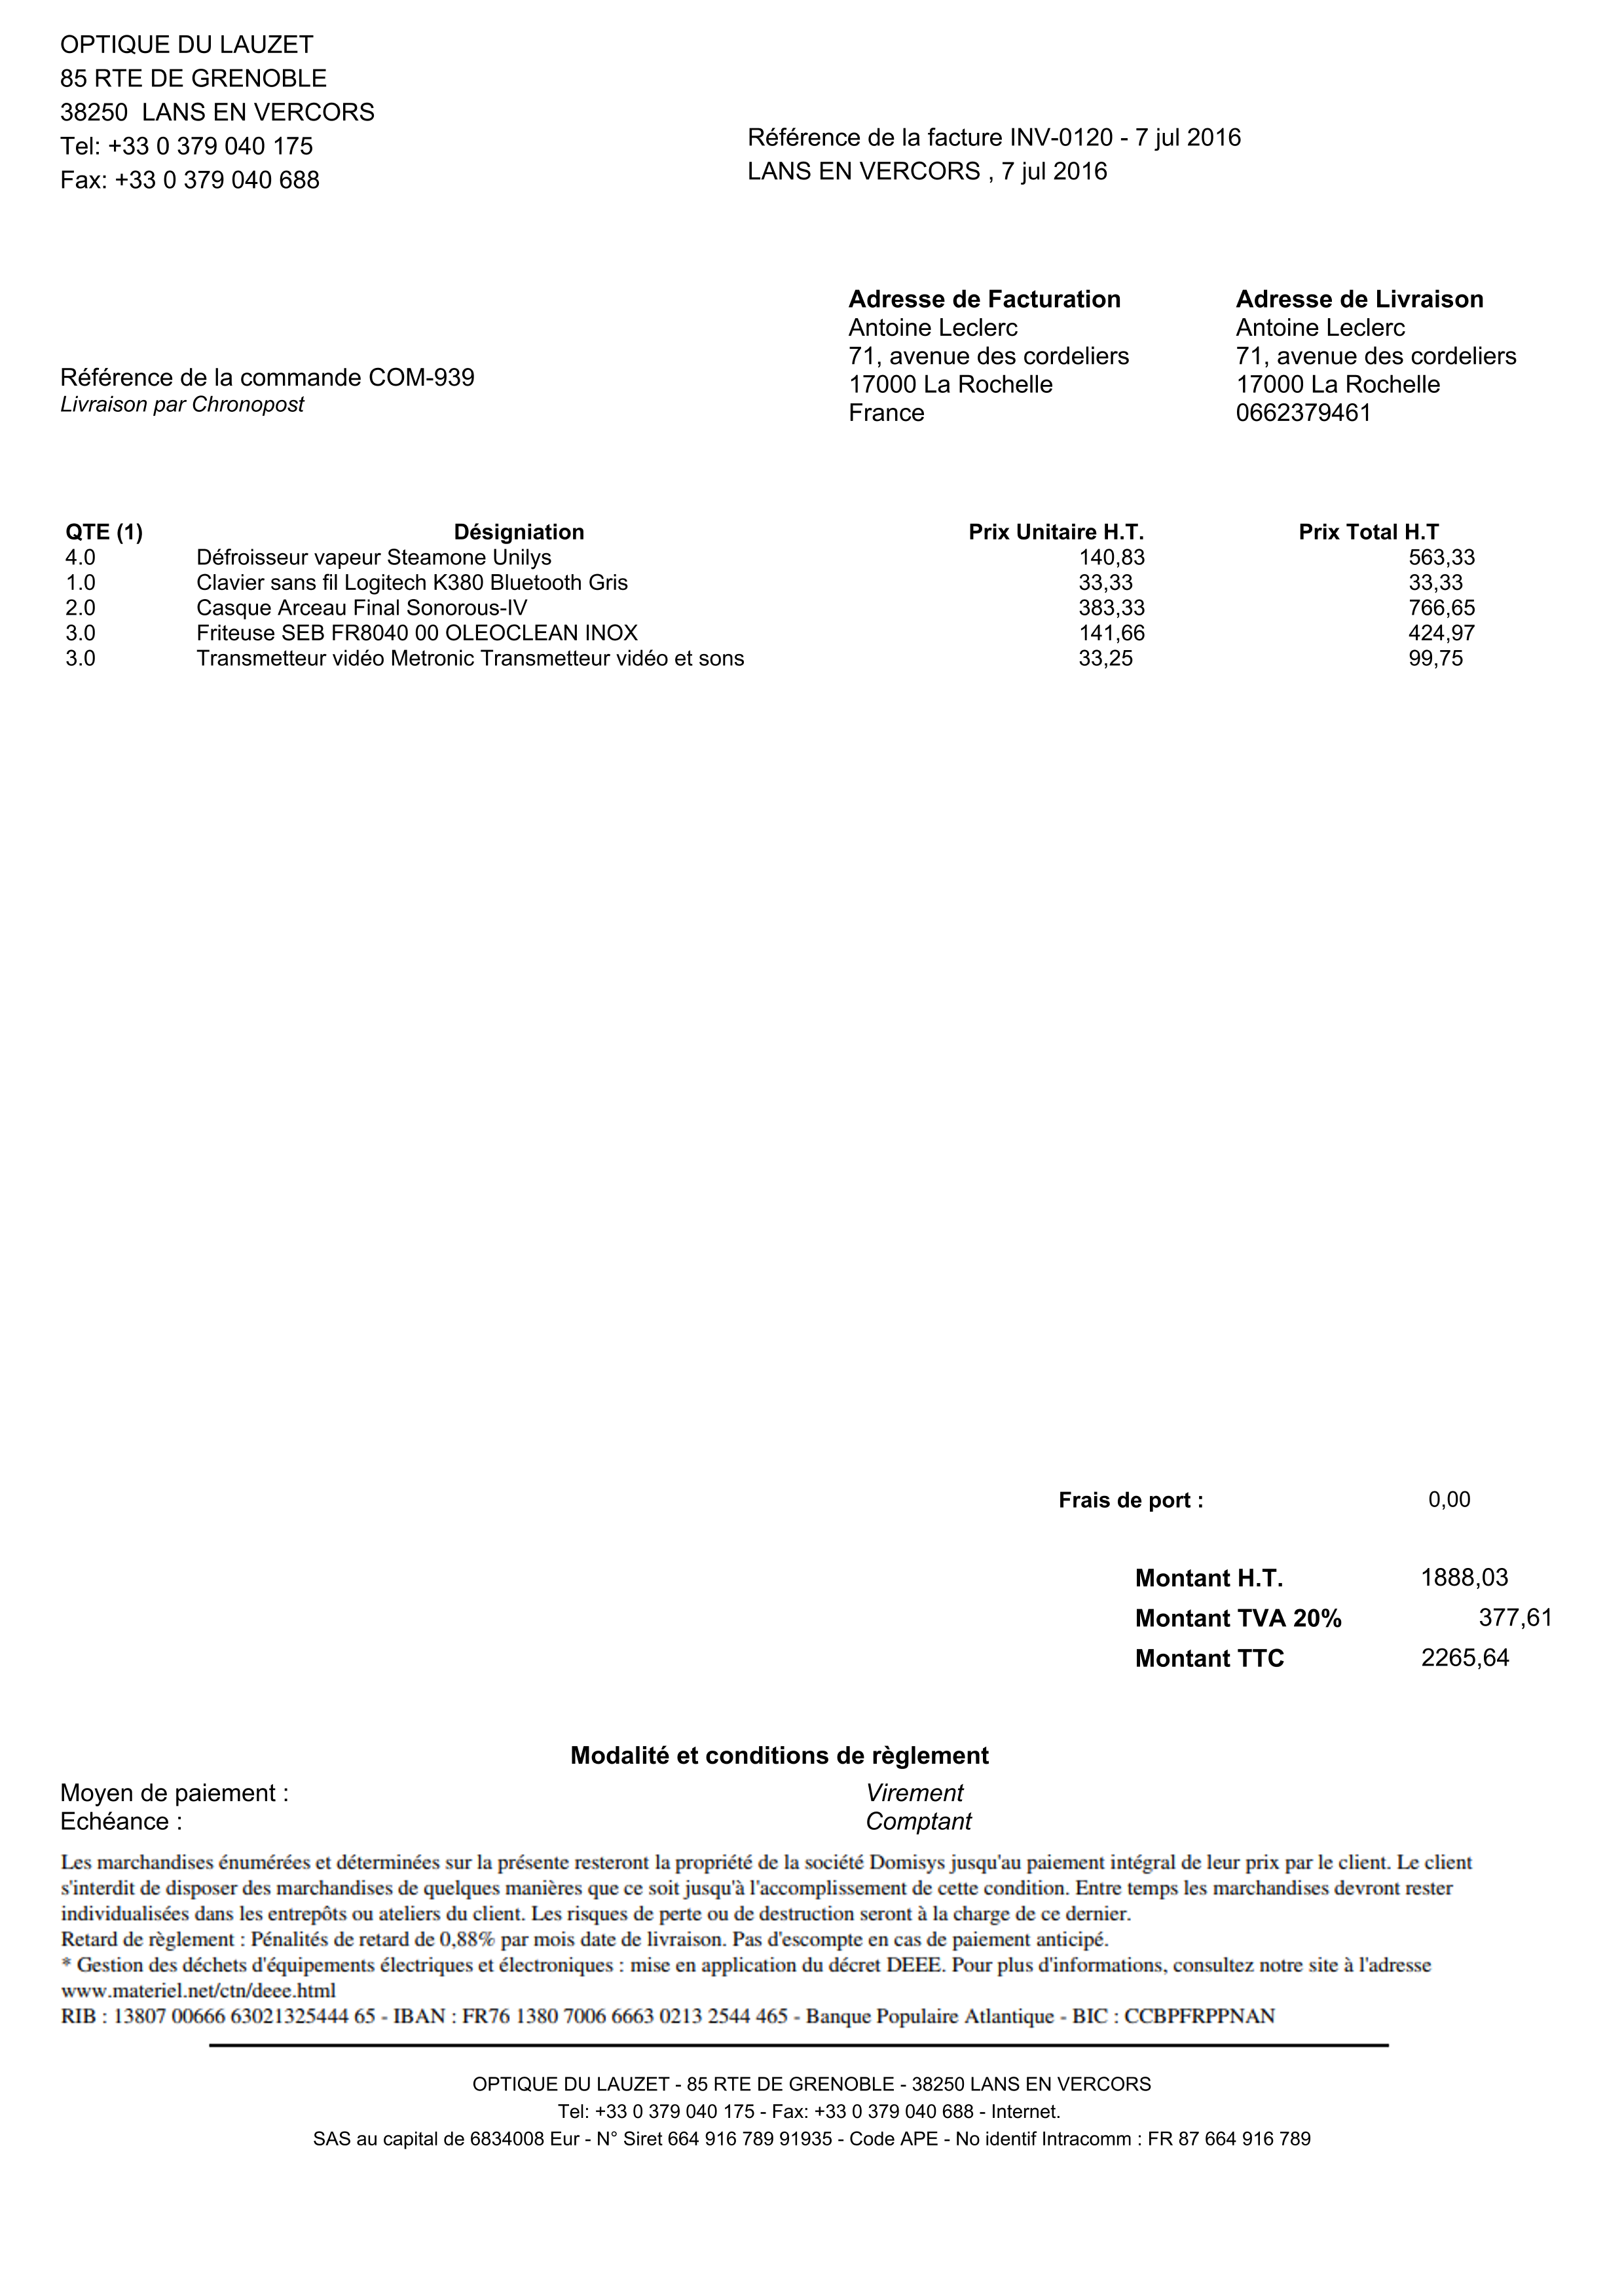 OPTIQUE DU LAUZET
85 RTE DE GRENOBLE
38250  LANS EN VERCORS
Tel: +33 0 379 040 175
Fax: +33 0 379 040 688
Référence de la facture INV-0120 - 7 jul 2016
LANS EN VERCORS , 7 jul 2016
Référence de la commande COM-939
Livraison par Chronopost
Adresse de Facturation
Antoine Leclerc
71, avenue des cordeliers
17000 La Rochelle
France
Adresse de Livraison
Antoine Leclerc
71, avenue des cordeliers
17000 La Rochelle
0662379461
QTE (1) Désigniation Prix Unitaire H.T. Prix Total H.T
4.0 Défroisseur vapeur Steamone Unilys 140,83 563,33
1.0 Clavier sans fil Logitech K380 Bluetooth Gris 33,33 33,33
2.0 Casque Arceau Final Sonorous-IV 383,33 766,65
3.0 Friteuse SEB FR8040 00 OLEOCLEAN INOX 141,66 424,97
3.0 Transmetteur vidéo Metronic Transmetteur vidéo et sons 33,25 99,75
Frais de port : 0,00
Montant H.T. 1888,03
Montant TVA 20% 377,61
Montant TTC 2265,64
Modalité et conditions de règlement
Moyen de paiement : Virement
Echéance : Comptant
Les marchandises énumérées et déterminées sur la présente resteront la propriété de la société Domisys jusqu'au paiement intégral de leur prix par le client. Le client
s'interdit de disposer des marchandises de quelques manières que ce soit jusqu'à l'accomplissement de cette condition. Entre temps les marchandises devront rester
individualisées dans les entrepôts ou ateliers du client. Les risques de perte ou de destruction seront à la charge de ce dernier.
Retard de règlement : Pénalités de retard de 0,88% par mois date de livraison. Pas d'escompte en cas de paiement anticipé.
* Gestion des déchets d'équipements électriques et électroniques : mise en application du décret DEEE. Pour plus d'informations, consultez notre site à l'adresse
www.materiel.net/ctn/deee.html
RIB : 13807 00666 63021325444 65 - IBAN : FR76 1380 7006 6663 0213 2544 465 - Banque Populaire Atlantique - BIC : CCBPFRPPNAN
OPTIQUE DU LAUZET - 85 RTE DE GRENOBLE - 38250 LANS EN VERCORS
Tel: +33 0 379 040 175 - Fax: +33 0 379 040 688 - Internet.
SAS au capital de 6834008 Eur - N° Siret 664 916 789 91935 - Code APE - No identif Intracomm : FR 87 664 916 789